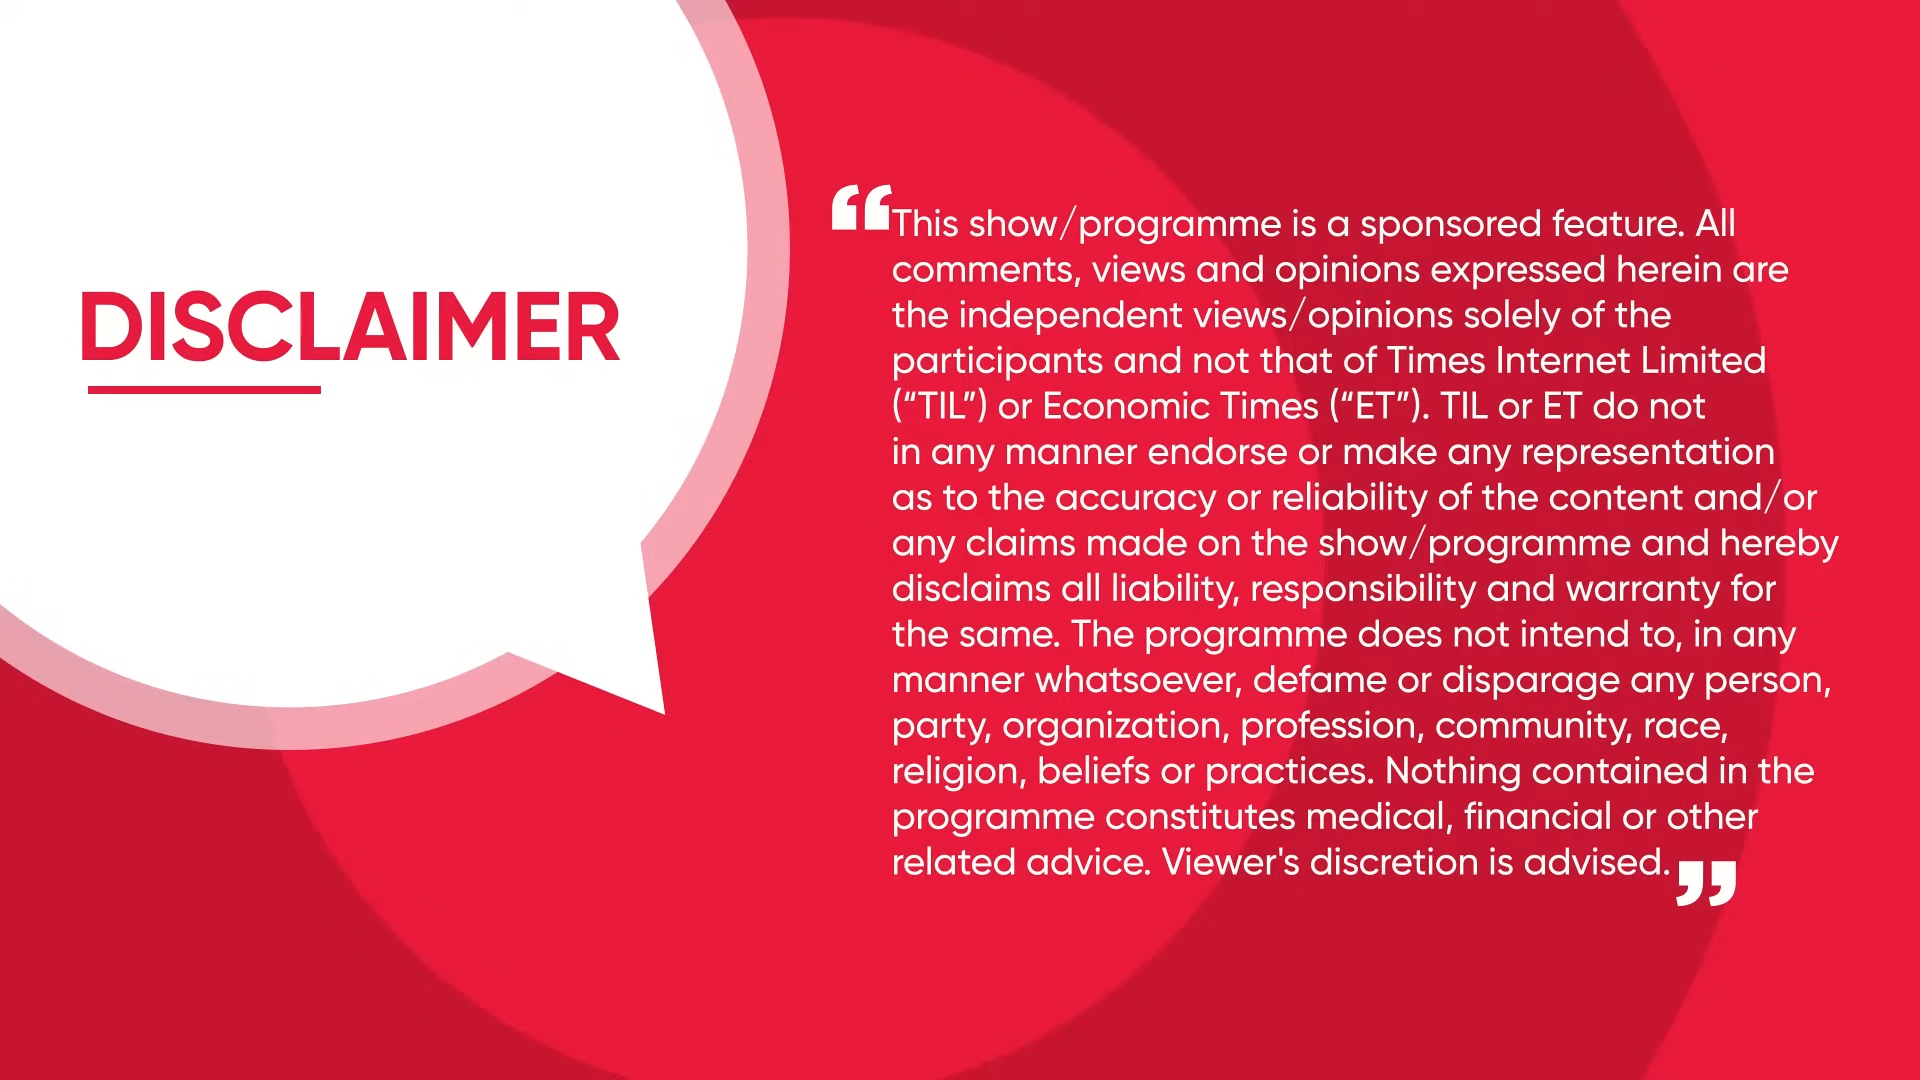 DISCLAIMER
“This show/programme is a sponsored feature. All
comments, views and opinions expressed herein are
the independent views/opinions solely of the
participants and not that of Times Internet Limited
(“TIL”) or Economic Times (“ET”). TIL or ET do not
in any manner endorse or make any representation
as to the accuracy or reliability of the content and/or
any claims made on the show/programme and hereby
disclaims all liability, responsibility and warranty for
the same. The programme does not intend to, in any
manner whatsoever, defame or disparage any person,
party, organization, profession, community, race,
religion, beliefs or practices. Nothing contained in the
programme constitutes medical, financial or other
related advice. Viewer's discretion is advised.”